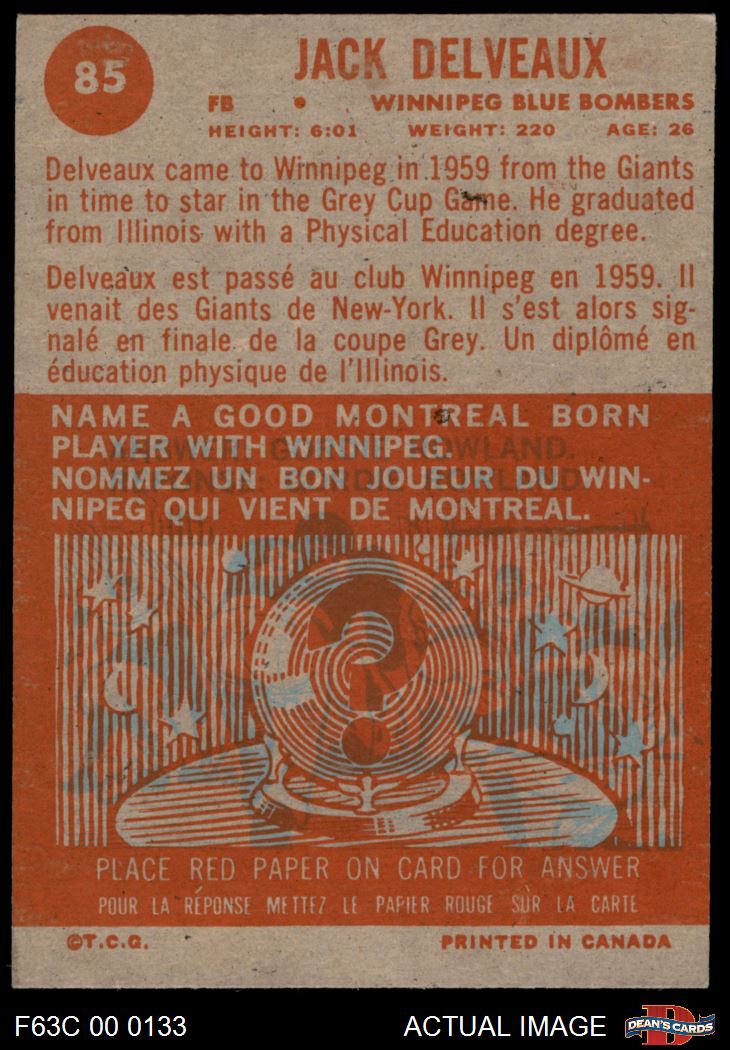 85
JACK DELVEAUX
FB • WINNIPEG BLUE BOMBERS
HEIGHT: 6:01 WEIGHT: 220 AGE: 26
Delveaux came to Winnipeg in 1959 from the Giants
in time to star in the Grey Cup Game. He graduated
from Illinois with a Physical Education degree.
Delveaux est passé au club Winnipeg en 1959. Il
venait des Giants de New-York. Il s'est alors sig-
nalé en finale de la coupe Grey. Un diplômé en
éducation physique de l'Illinois.
NAME A GOOD MONTREAL BORN
PLAYER WITH WINNIPEG.
NOMMEZ UN BON JOUEUR DU WIN-
NIPEG QUI VIENT DE MONTREAL.
?
PLACE RED PAPER ON CARD FOR ANSWER
POUR LA RÉPONSE METTEZ LE PAPIER ROUGE SUR LA CARTE
©T.C.G. PRINTED IN CANADA
F63C 00 0133 ACTUAL IMAGE
D
DEAN'S CARDS